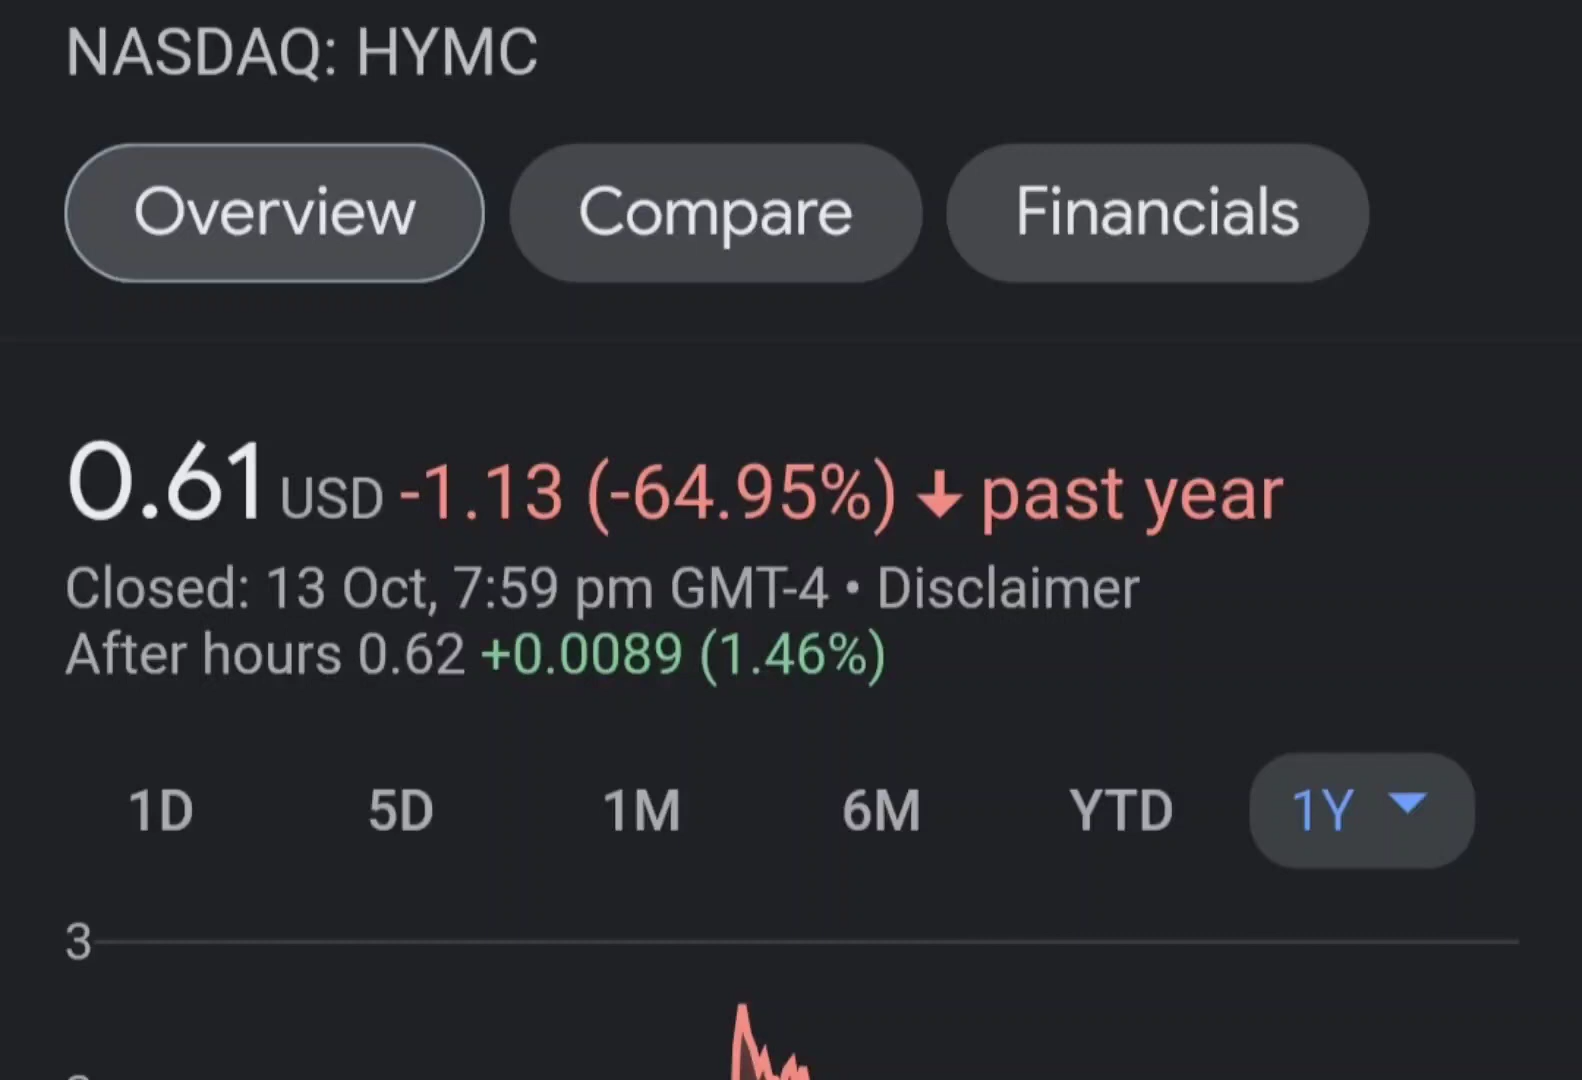 NASDAQ: HYMC
Overview Compare Financials
0.61 USD -1.13 (-64.95%) ↓ past year
Closed: 13 Oct, 7:59 pm GMT-4 • Disclaimer
After hours 0.62 +0.0089 (1.46%)
1D 5D 1M 6M YTD 1Y
3